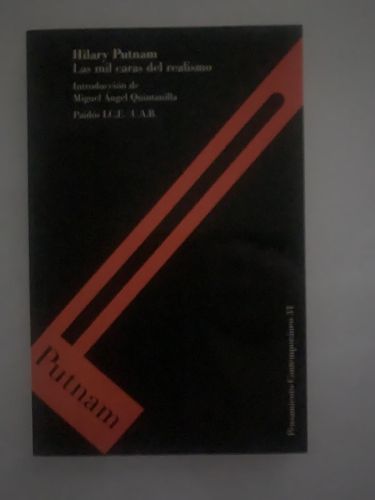 Hilary Putnam
Las mil caras del realismo
Introducción de
Miguel Ángel Quintanilla
Paidós I.C.E. U.A.B.
Putnam
Pensamiento Contemporáneo 31